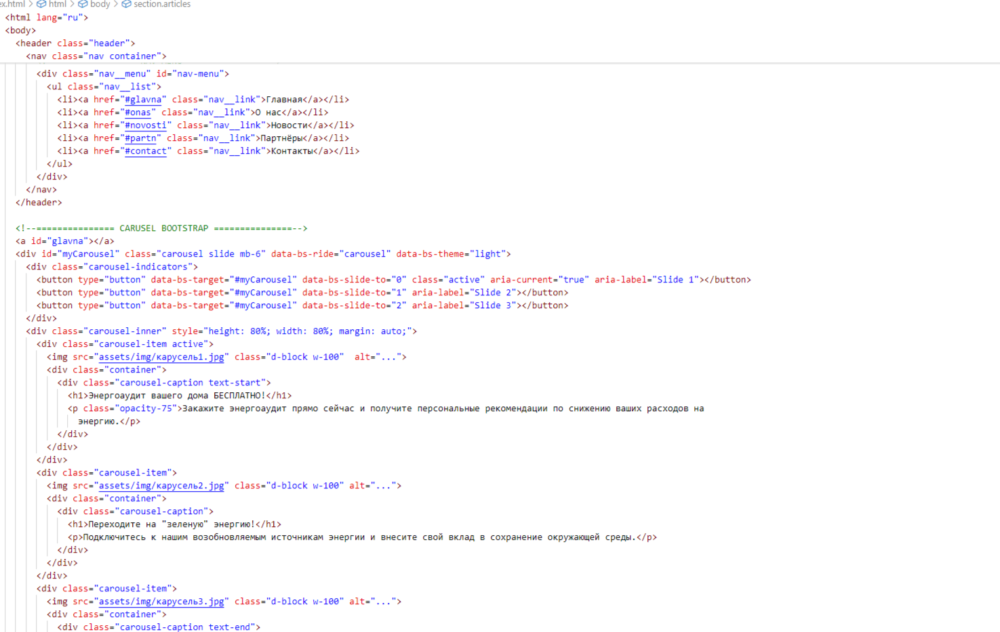 ex.html > html > body > section.articles
<html lang="ru">
<body>
<header class="header">
<nav class="nav container">
<div class="nav__menu" id="nav-menu">
<ul class="nav__list">
<li><a href="#glavna" class="nav__link">Главная</a></li>
<li><a href="#onas" class="nav__link">О нас</a></li>
<li><a href="#novosti" class="nav__link">Новости</a></li>
<li><a href="#partn" class="nav__link">Партнёры</a></li>
<li><a href="#contact" class="nav__link">Контакты</a></li>
</ul>
</div>
</nav>
</header>
<!--=============== CARUSEL BOOTSTRAP ===============-->
<a id="glavna"></a>
<div id="myCarousel" class="carousel slide mb-6" data-bs-ride="carousel" data-bs-theme="light">
<div class="carousel-indicators">
<button type="button" data-bs-target="#myCarousel" data-bs-slide-to="0" class="active" aria-current="true" aria-label="Slide 1"></button>
<button type="button" data-bs-target="#myCarousel" data-bs-slide-to="1" aria-label="Slide 2"></button>
<button type="button" data-bs-target="#myCarousel" data-bs-slide-to="2" aria-label="Slide 3"></button>
</div>
<div class="carousel-inner" style="height: 80%; width: 80%; margin: auto;">
<div class="carousel-item active">
<img src="assets/img/карусель1.jpg" class="d-block w-100"  alt="...">
<div class="container">
<div class="carousel-caption text-start">
<h1>Энергоаудит вашего дома БЕСПЛАТНО!</h1>
<p class="opacity-75">Закажите энергоаудит прямо сейчас и получите персональные рекомендации по снижению ваших расходов на
энергию.</p>
</div>
</div>
</div>
<div class="carousel-item">
<img src="assets/img/карусель2.jpg" class="d-block w-100" alt="...">
<div class="container">
<div class="carousel-caption">
<h1>Переходите на "зеленую" энергию!</h1>
<p>Подключитесь к нашим возобновляемым источникам энергии и внесите свой вклад в сохранение окружающей среды.</p>
</div>
</div>
</div>
<div class="carousel-item">
<img src="assets/img/карусель3.jpg" class="d-block w-100" alt="...">
<div class="container">
<div class="carousel-caption text-end">